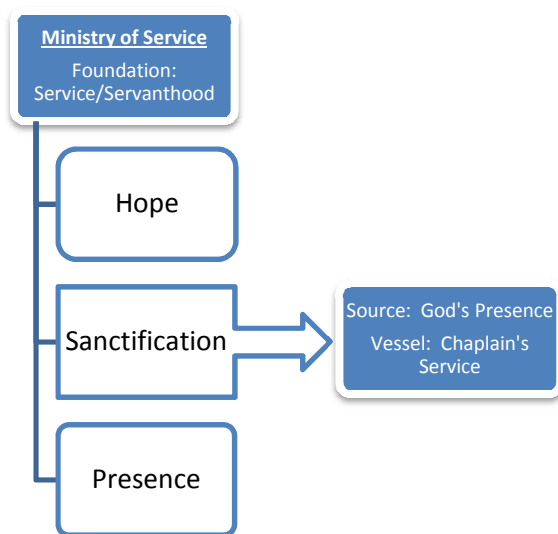 Ministry of Service
Foundation:
Service/Servanthood
Hope
Sanctification
Source:  God's Presence
Vessel:  Chaplain's
Service
Presence